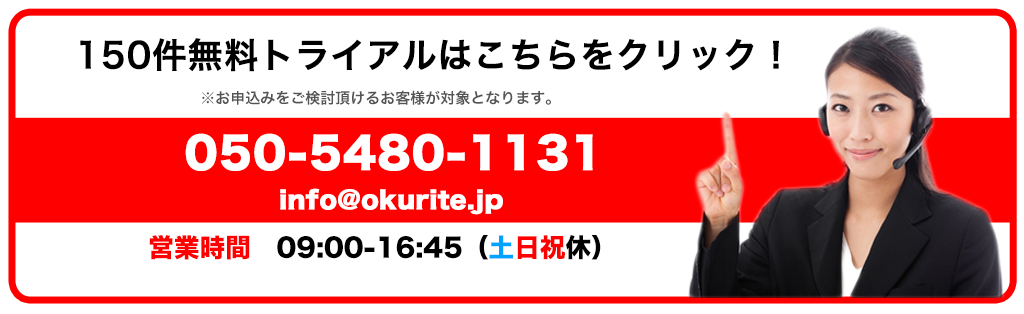 150件無料トライアルはこちらをクリック！
※お申込みをご検討頂けるお客様が対象となります。
050-5480-1131
info@okurite.jp
営業時間　09:00-16:45（土日祝休）